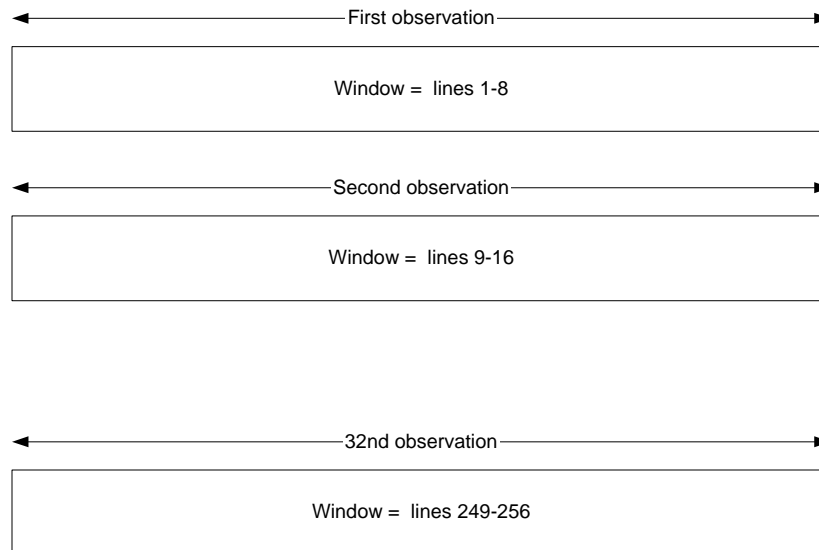 First observation
Window = lines 1-8
Second observation
Window = lines 9-16
32nd observation
Window = lines 249-256